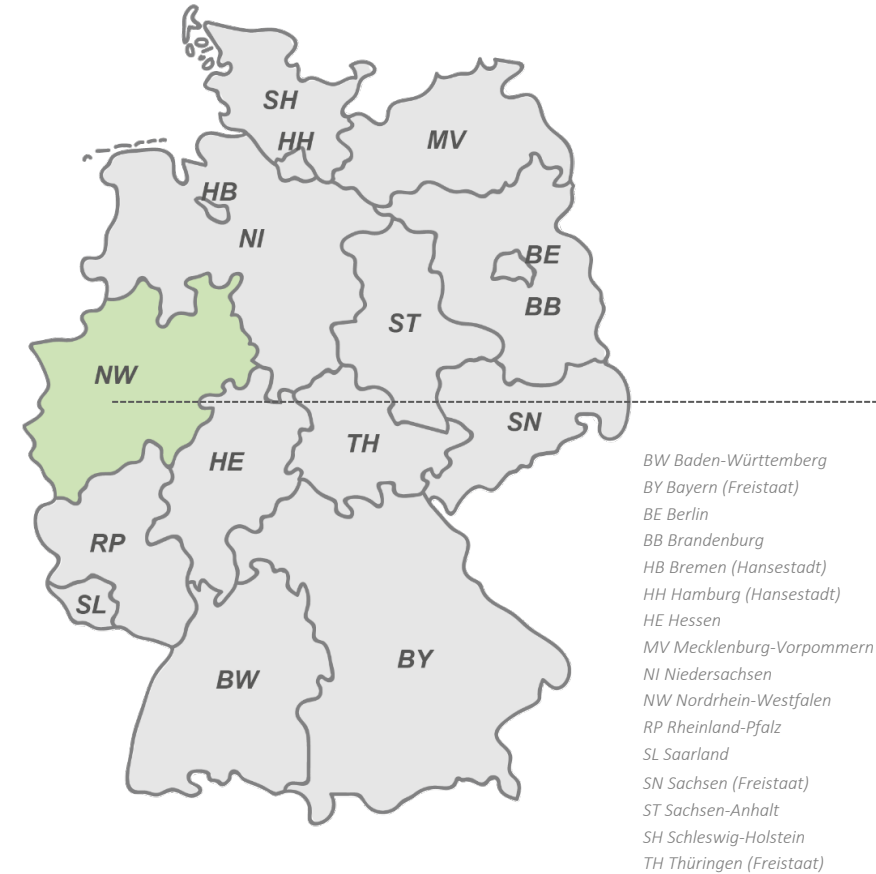 SH
HH
MV
HB
NI
BE
BB
ST
NW
SN
TH
HE
RP
SL
BW
BY
BW Baden-Württemberg
BY Bayern (Freistaat)
BE Berlin
BB Brandenburg
HB Bremen (Hansestadt)
HH Hamburg (Hansestadt)
HE Hessen
MV Mecklenburg-Vorpommern
NI Niedersachsen
NW Nordrhein-Westfalen
RP Rheinland-Pfalz
SL Saarland
SN Sachsen (Freistaat)
ST Sachsen-Anhalt
SH Schleswig-Holstein
TH Thüringen (Freistaat)